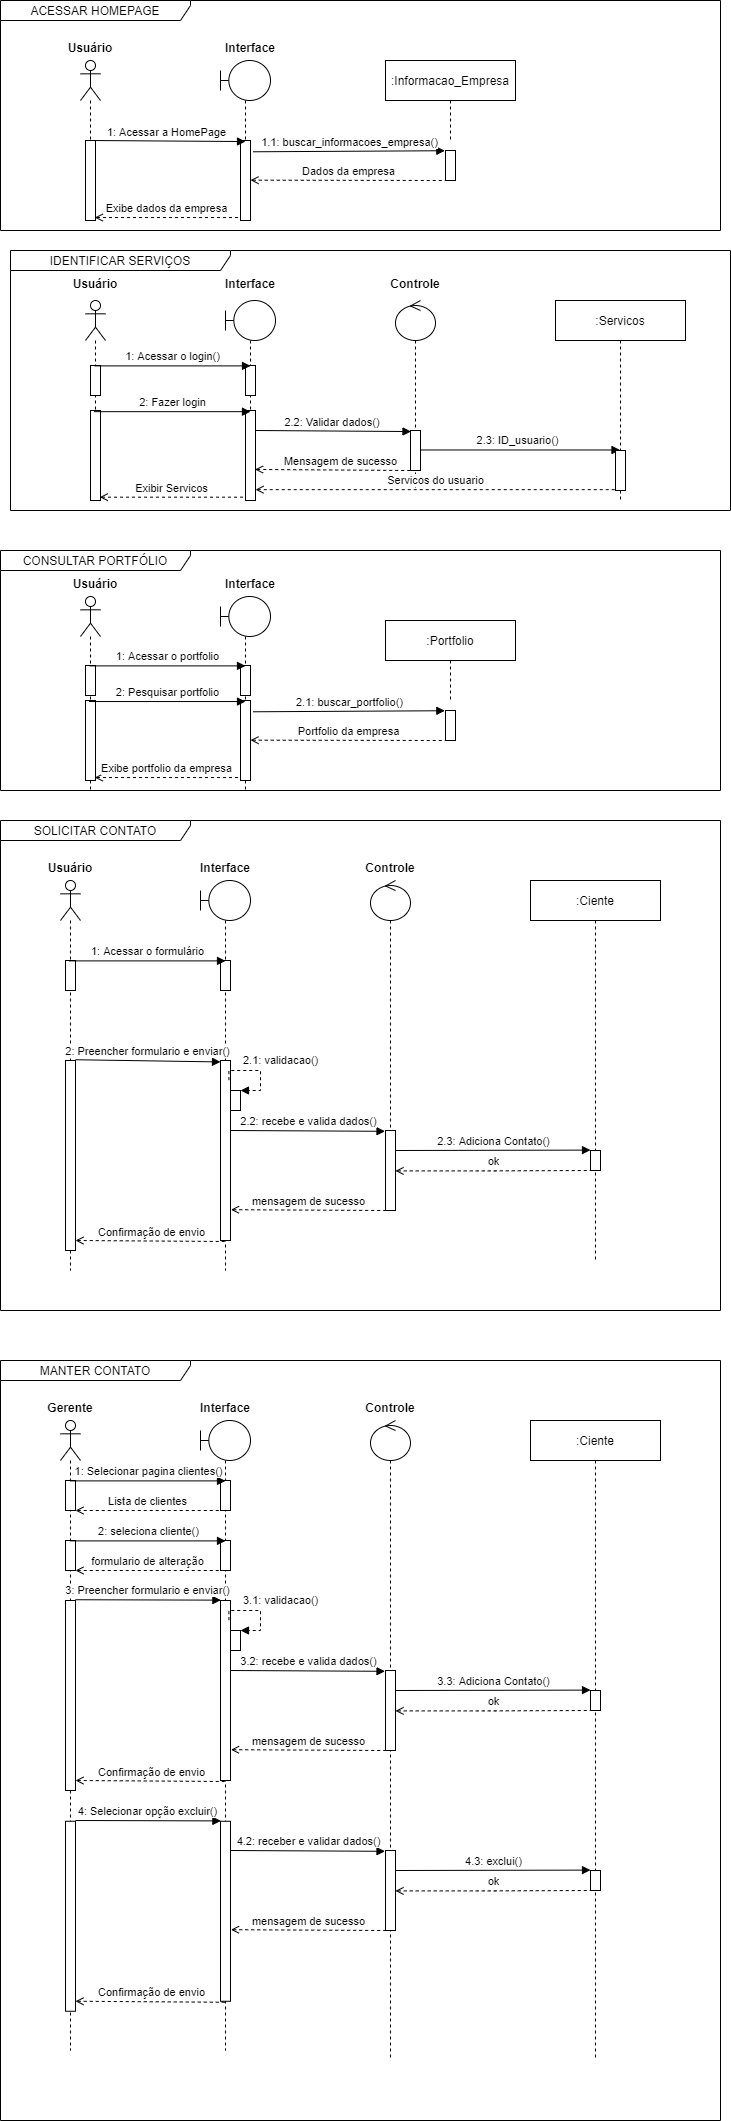 ACESSAR HOMEPAGE
Usuário
Interface
:Informacao_Empresa
1: Acessar a HomePage
1.1: buscar_informacoes_empresa()
Dados da empresa
Exibe dados da empresa
IDENTIFICAR SERVIÇOS
Usuário
Interface
Controle
:Servicos
1: Acessar o login()
2: Fazer login
2.2: Validar dados()
2.3: ID_usuario()
Mensagem de sucesso
Servicos do usuario
Exibir Servicos
CONSULTAR PORTFÓLIO
Usuário
Interface
:Portfolio
1: Acessar o portfolio
2: Pesquisar portfolio
2.1: buscar_portfolio()
Portfolio da empresa
Exibe portfolio da empresa
SOLICITAR CONTATO
Usuário
Interface
Controle
:Ciente
1: Acessar o formulário
2: Preencher formulario e enviar()
2.1: validacao()
2.2: recebe e valida dados()
2.3: Adiciona Contato()
ok
mensagem de sucesso
Confirmação de envio
MANTER CONTATO
Gerente
Interface
Controle
:Ciente
1: Selecionar pagina clientes()
Lista de clientes
2: seleciona cliente()
formulario de alteração
3: Preencher formulario e enviar()
3.1: validacao()
3.2: recebe e valida dados()
3.3: Adiciona Contato()
ok
mensagem de sucesso
Confirmação de envio
4: Selecionar opção excluir()
4.2: receber e validar dados()
4.3: exclui()
ok
mensagem de sucesso
Confirmação de envio